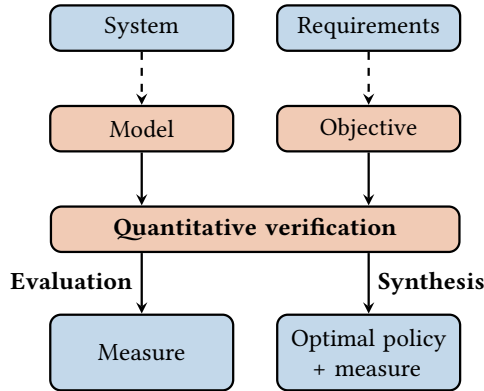 System
Requirements
Model
Objective
Quantitative verification
Evaluation
Synthesis
Measure
Optimal policy
+ measure